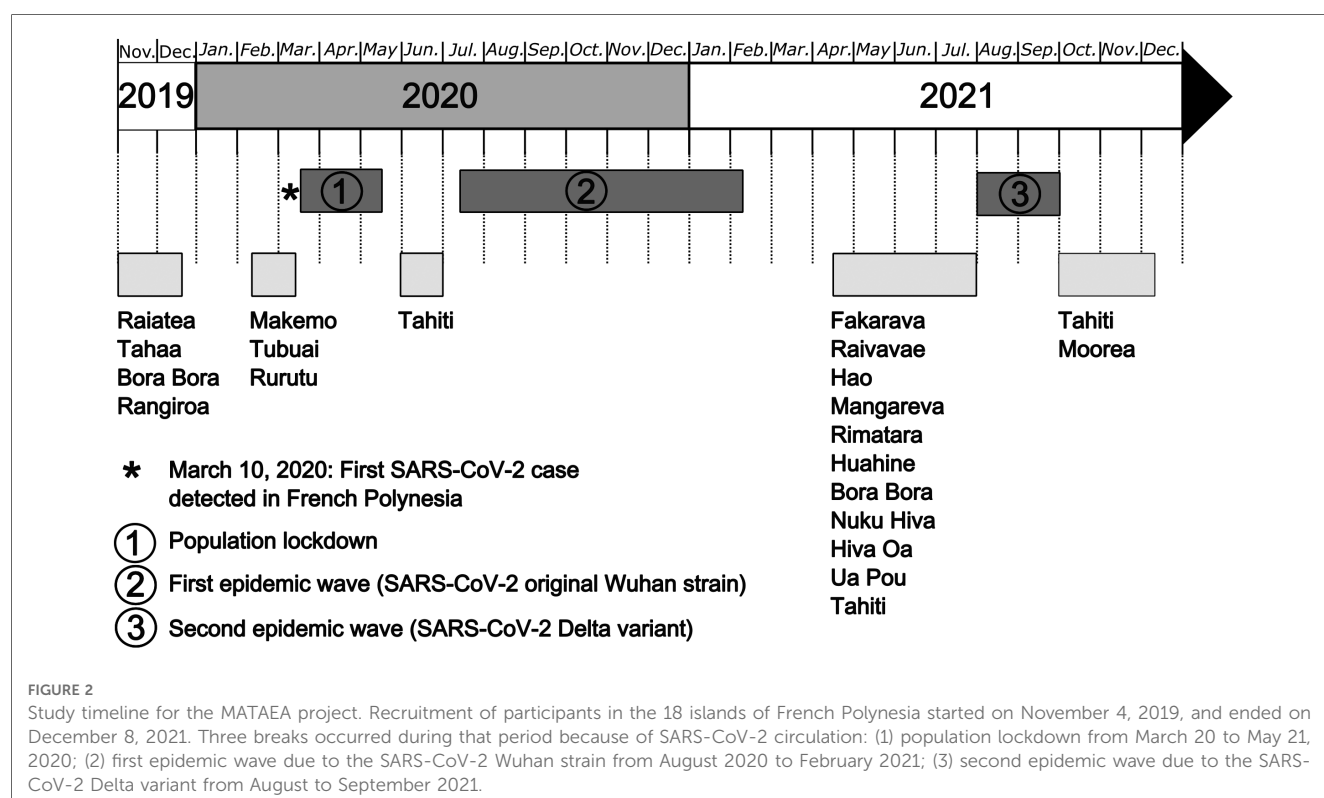 Nov. Dec. Jan. Feb. Mar. Apr. May Jun. Jul. Aug. Sep. Oct. Nov. Dec. Jan. Feb. Mar. Apr. May Jun. Jul. Aug. Sep. Oct. Nov. Dec.
2019 2020 2021
* 1 2 3
Raiatea
Tahaa
Bora Bora
Rangiroa
Makemo
Tubuai
Rurutu
Tahiti
Fakarava
Raivavae
Hao
Mangareva
Rimatara
Huahine
Bora Bora
Nuku Hiva
Hiva Oa
Ua Pou
Tahiti
Tahiti
Moorea
* March 10, 2020: First SARS-CoV-2 case
detected in French Polynesia
1 Population lockdown
2 First epidemic wave (SARS-CoV-2 original Wuhan strain)
3 Second epidemic wave (SARS-CoV-2 Delta variant)
FIGURE 2
Study timeline for the MATAEA project. Recruitment of participants in the 18 islands of French Polynesia started on November 4, 2019, and ended on
December 8, 2021. Three breaks occurred during that period because of SARS-CoV-2 circulation: (1) population lockdown from March 20 to May 21,
2020; (2) first epidemic wave due to the SARS-CoV-2 Wuhan strain from August 2020 to February 2021; (3) second epidemic wave due to the SARS-
CoV-2 Delta variant from August to September 2021.